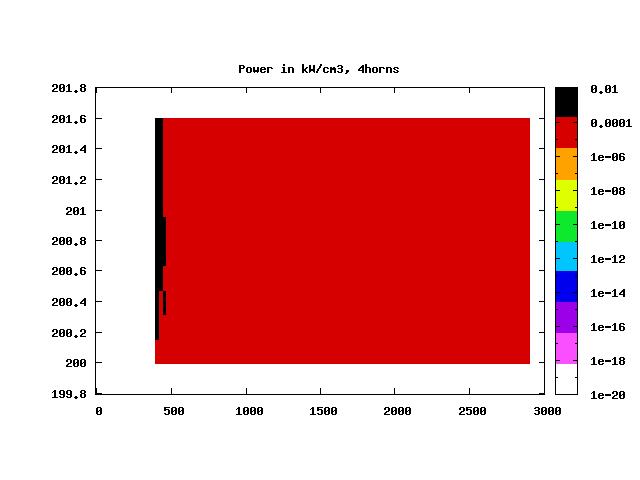 Power in kW/cm3, 4horns
201.8
201.6
201.4
201.2
201
200.8
200.6
200.4
200.2
200
199.8
0 500 1000 1500 2000 2500 3000
0.01
0.0001
1e-06
1e-08
1e-10
1e-12
1e-14
1e-16
1e-18
1e-20